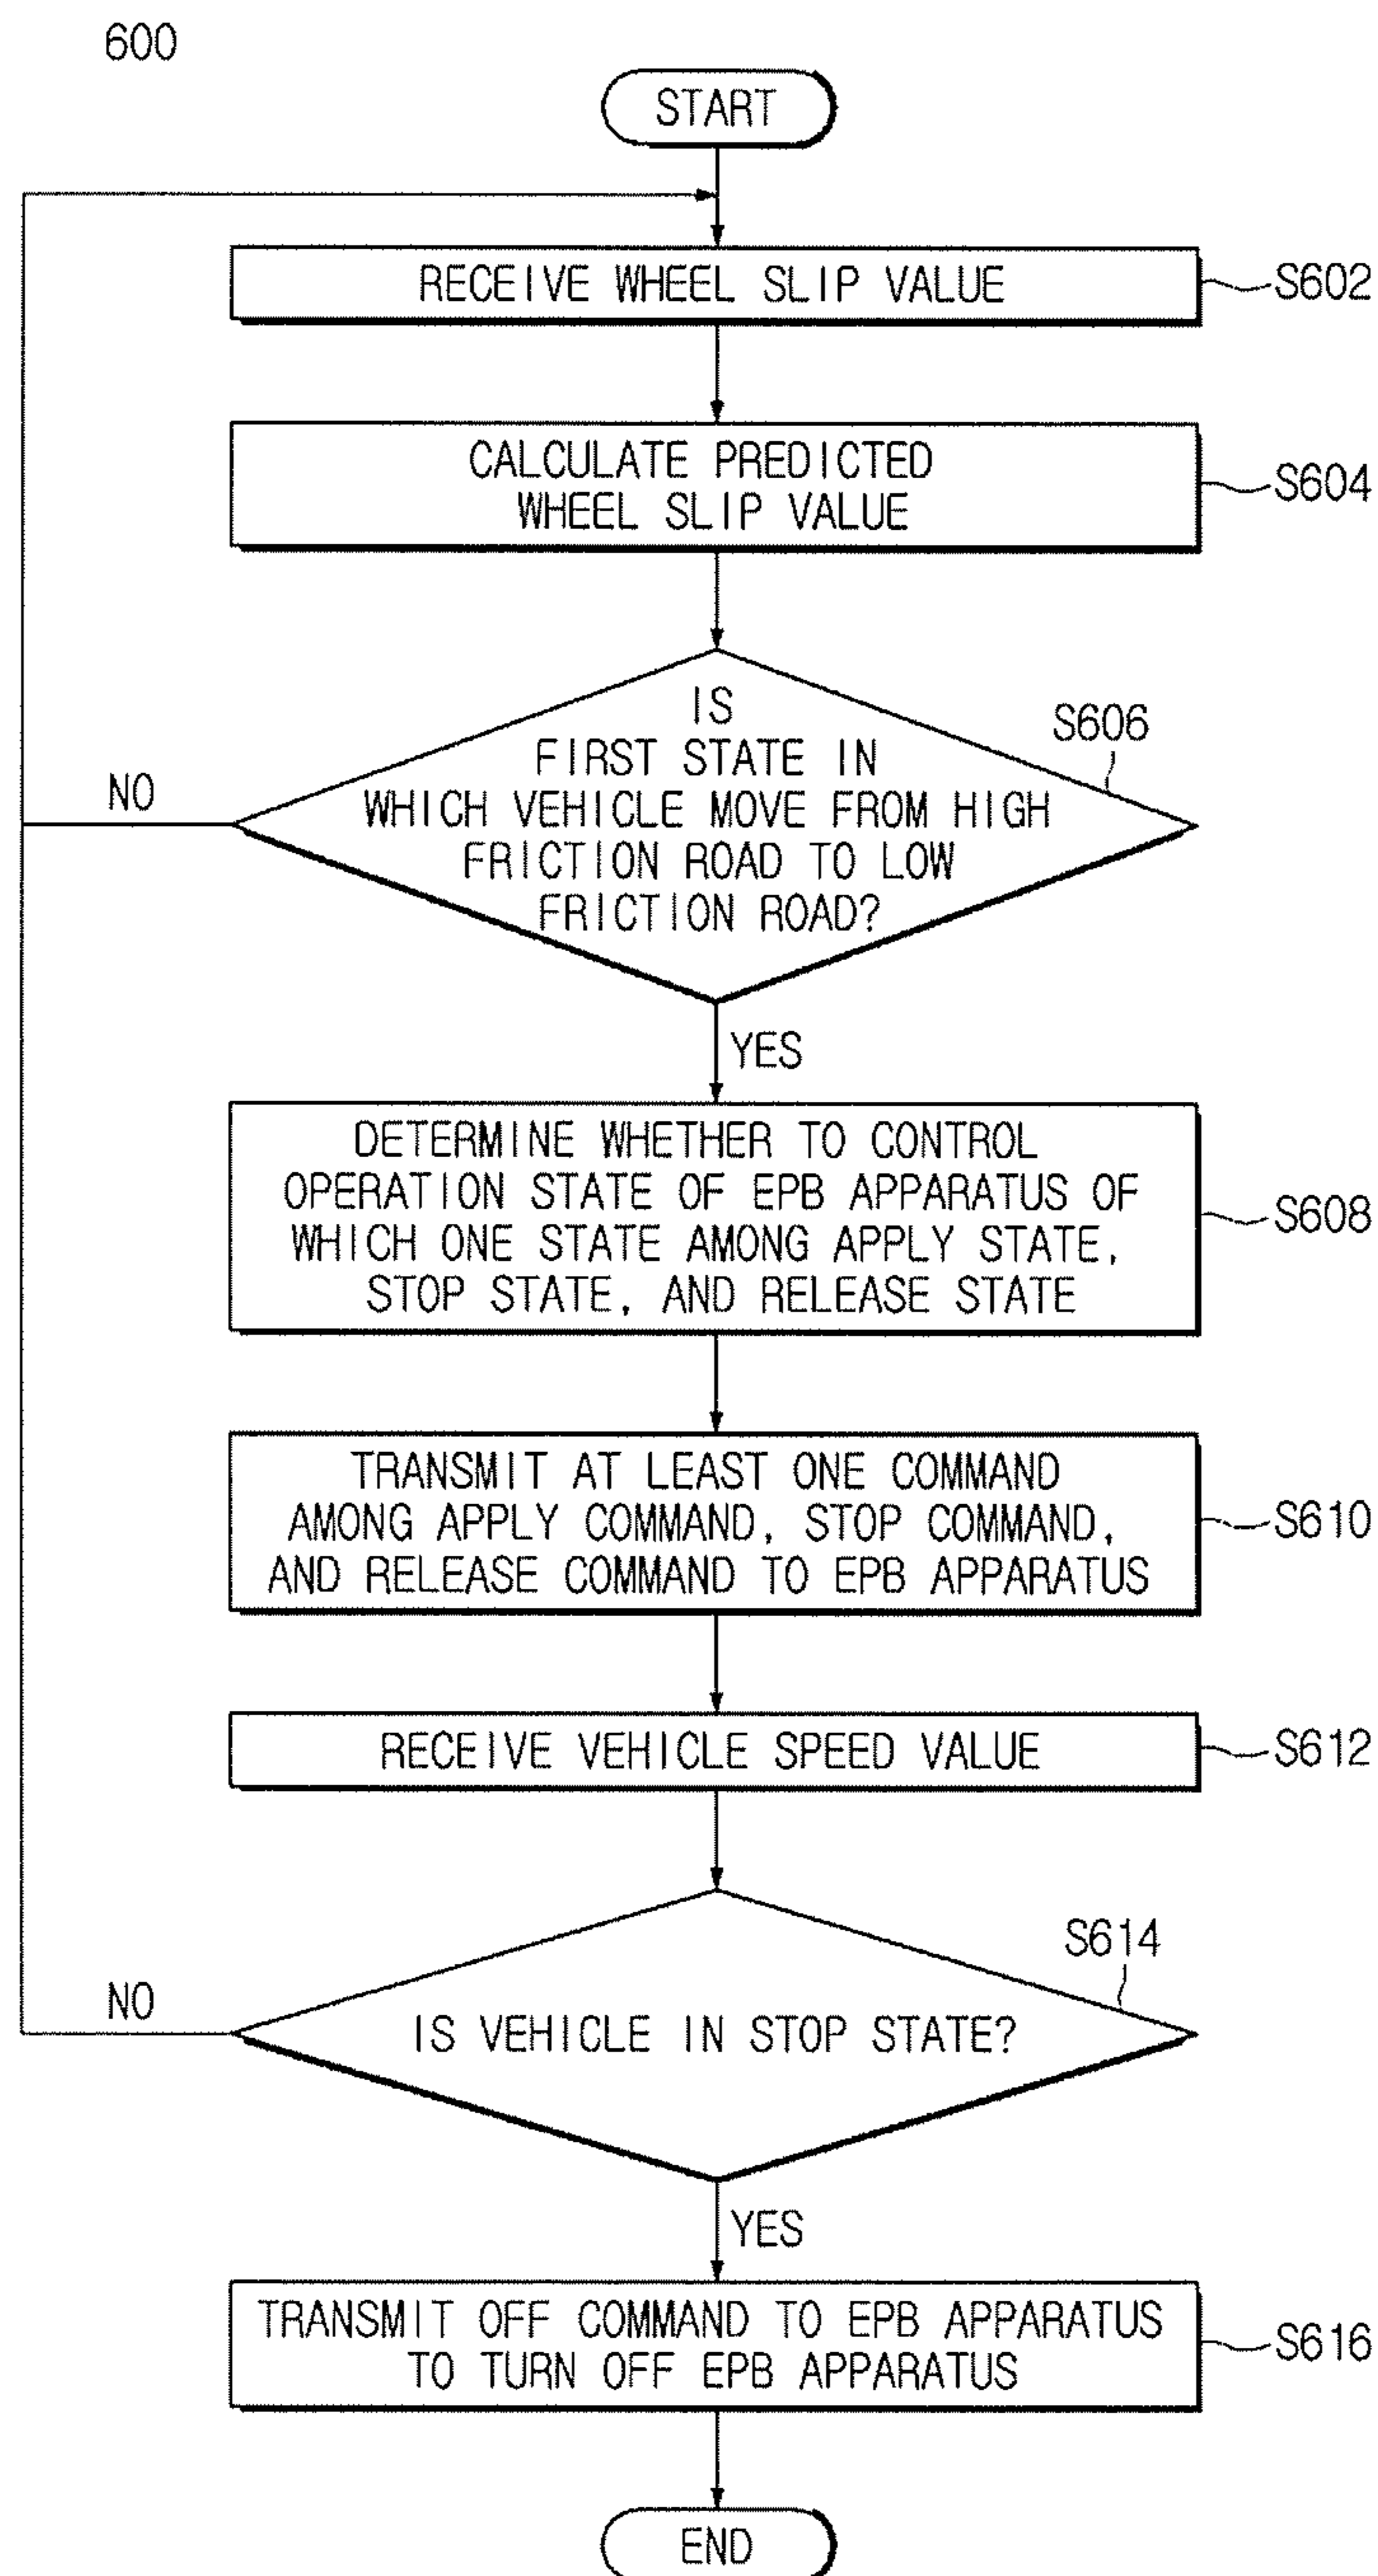 600
START
RECEIVE WHEEL SLIP VALUE
S602
CALCULATE PREDICTED
WHEEL SLIP VALUE
S604
IS
FIRST STATE IN
WHICH VEHICLE MOVE FROM HIGH
FRICTION ROAD TO LOW
FRICTION ROAD?
S606
NO
YES
DETERMINE WHETHER TO CONTROL
OPERATION STATE OF EPB APPARATUS OF
WHICH ONE STATE AMONG APPLY STATE,
STOP STATE, AND RELEASE STATE
S608
TRANSMIT AT LEAST ONE COMMAND
AMONG APPLY COMMAND, STOP COMMAND,
AND RELEASE COMMAND TO EPB APPARATUS
S610
RECEIVE VEHICLE SPEED VALUE
S612
S614
NO
IS VEHICLE IN STOP STATE?
YES
TRANSMIT OFF COMMAND TO EPB APPARATUS
TO TURN OFF EPB APPARATUS
S616
END